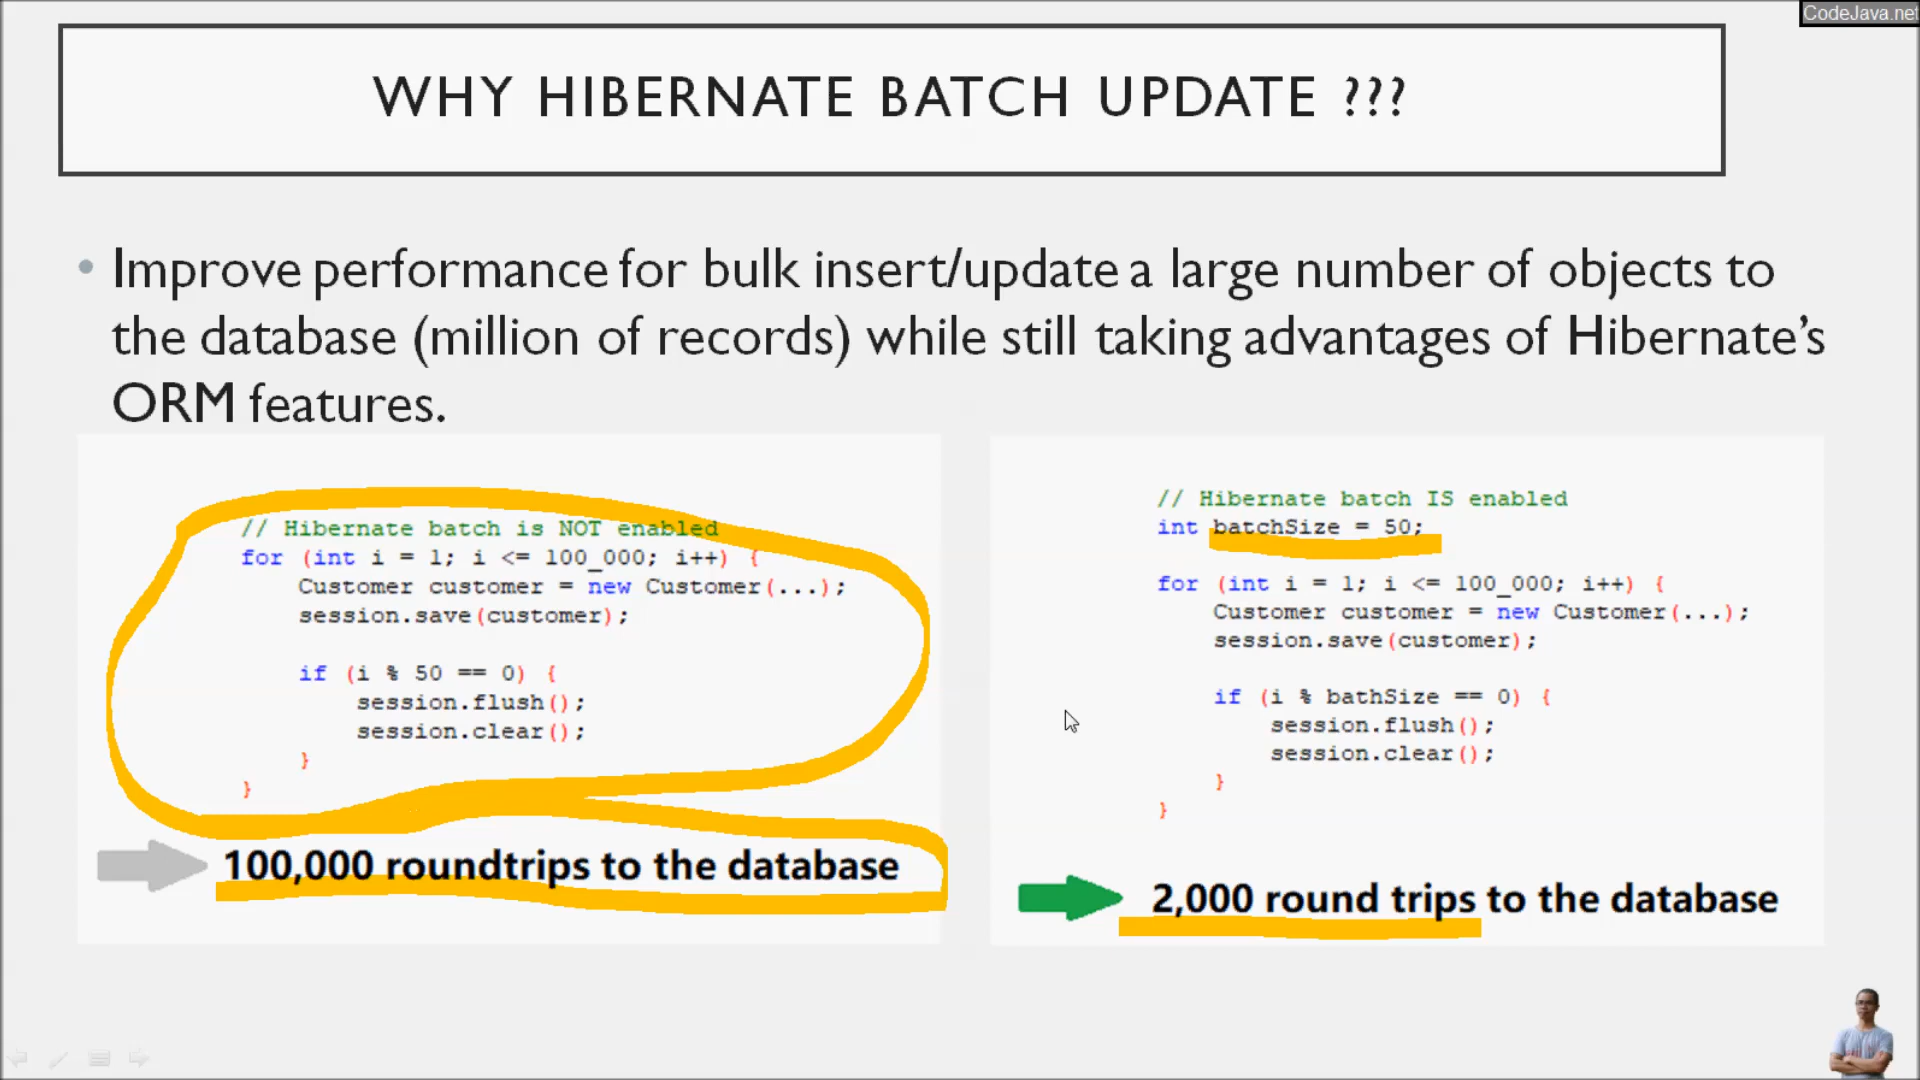 CodeJava.net
WHY HIBERNATE BATCH UPDATE ???
• Improve performance for bulk insert/update a large number of objects to
the database (million of records) while still taking advantages of Hibernate’s
ORM features.
// Hibernate batch is NOT enabled
for (int i = 1; i <= 100_000; i++) {
Customer customer = new Customer(...);
session.save(customer);
if (i % 50 == 0) {
session.flush();
session.clear();
}
}
100,000 roundtrips to the database
// Hibernate batch IS enabled
int batchSize = 50;
for (int i = 1; i <= 100_000; i++) {
Customer customer = new Customer(...);
session.save(customer);
if (i % bathSize == 0) {
session.flush();
session.clear();
}
}
2,000 round trips to the database